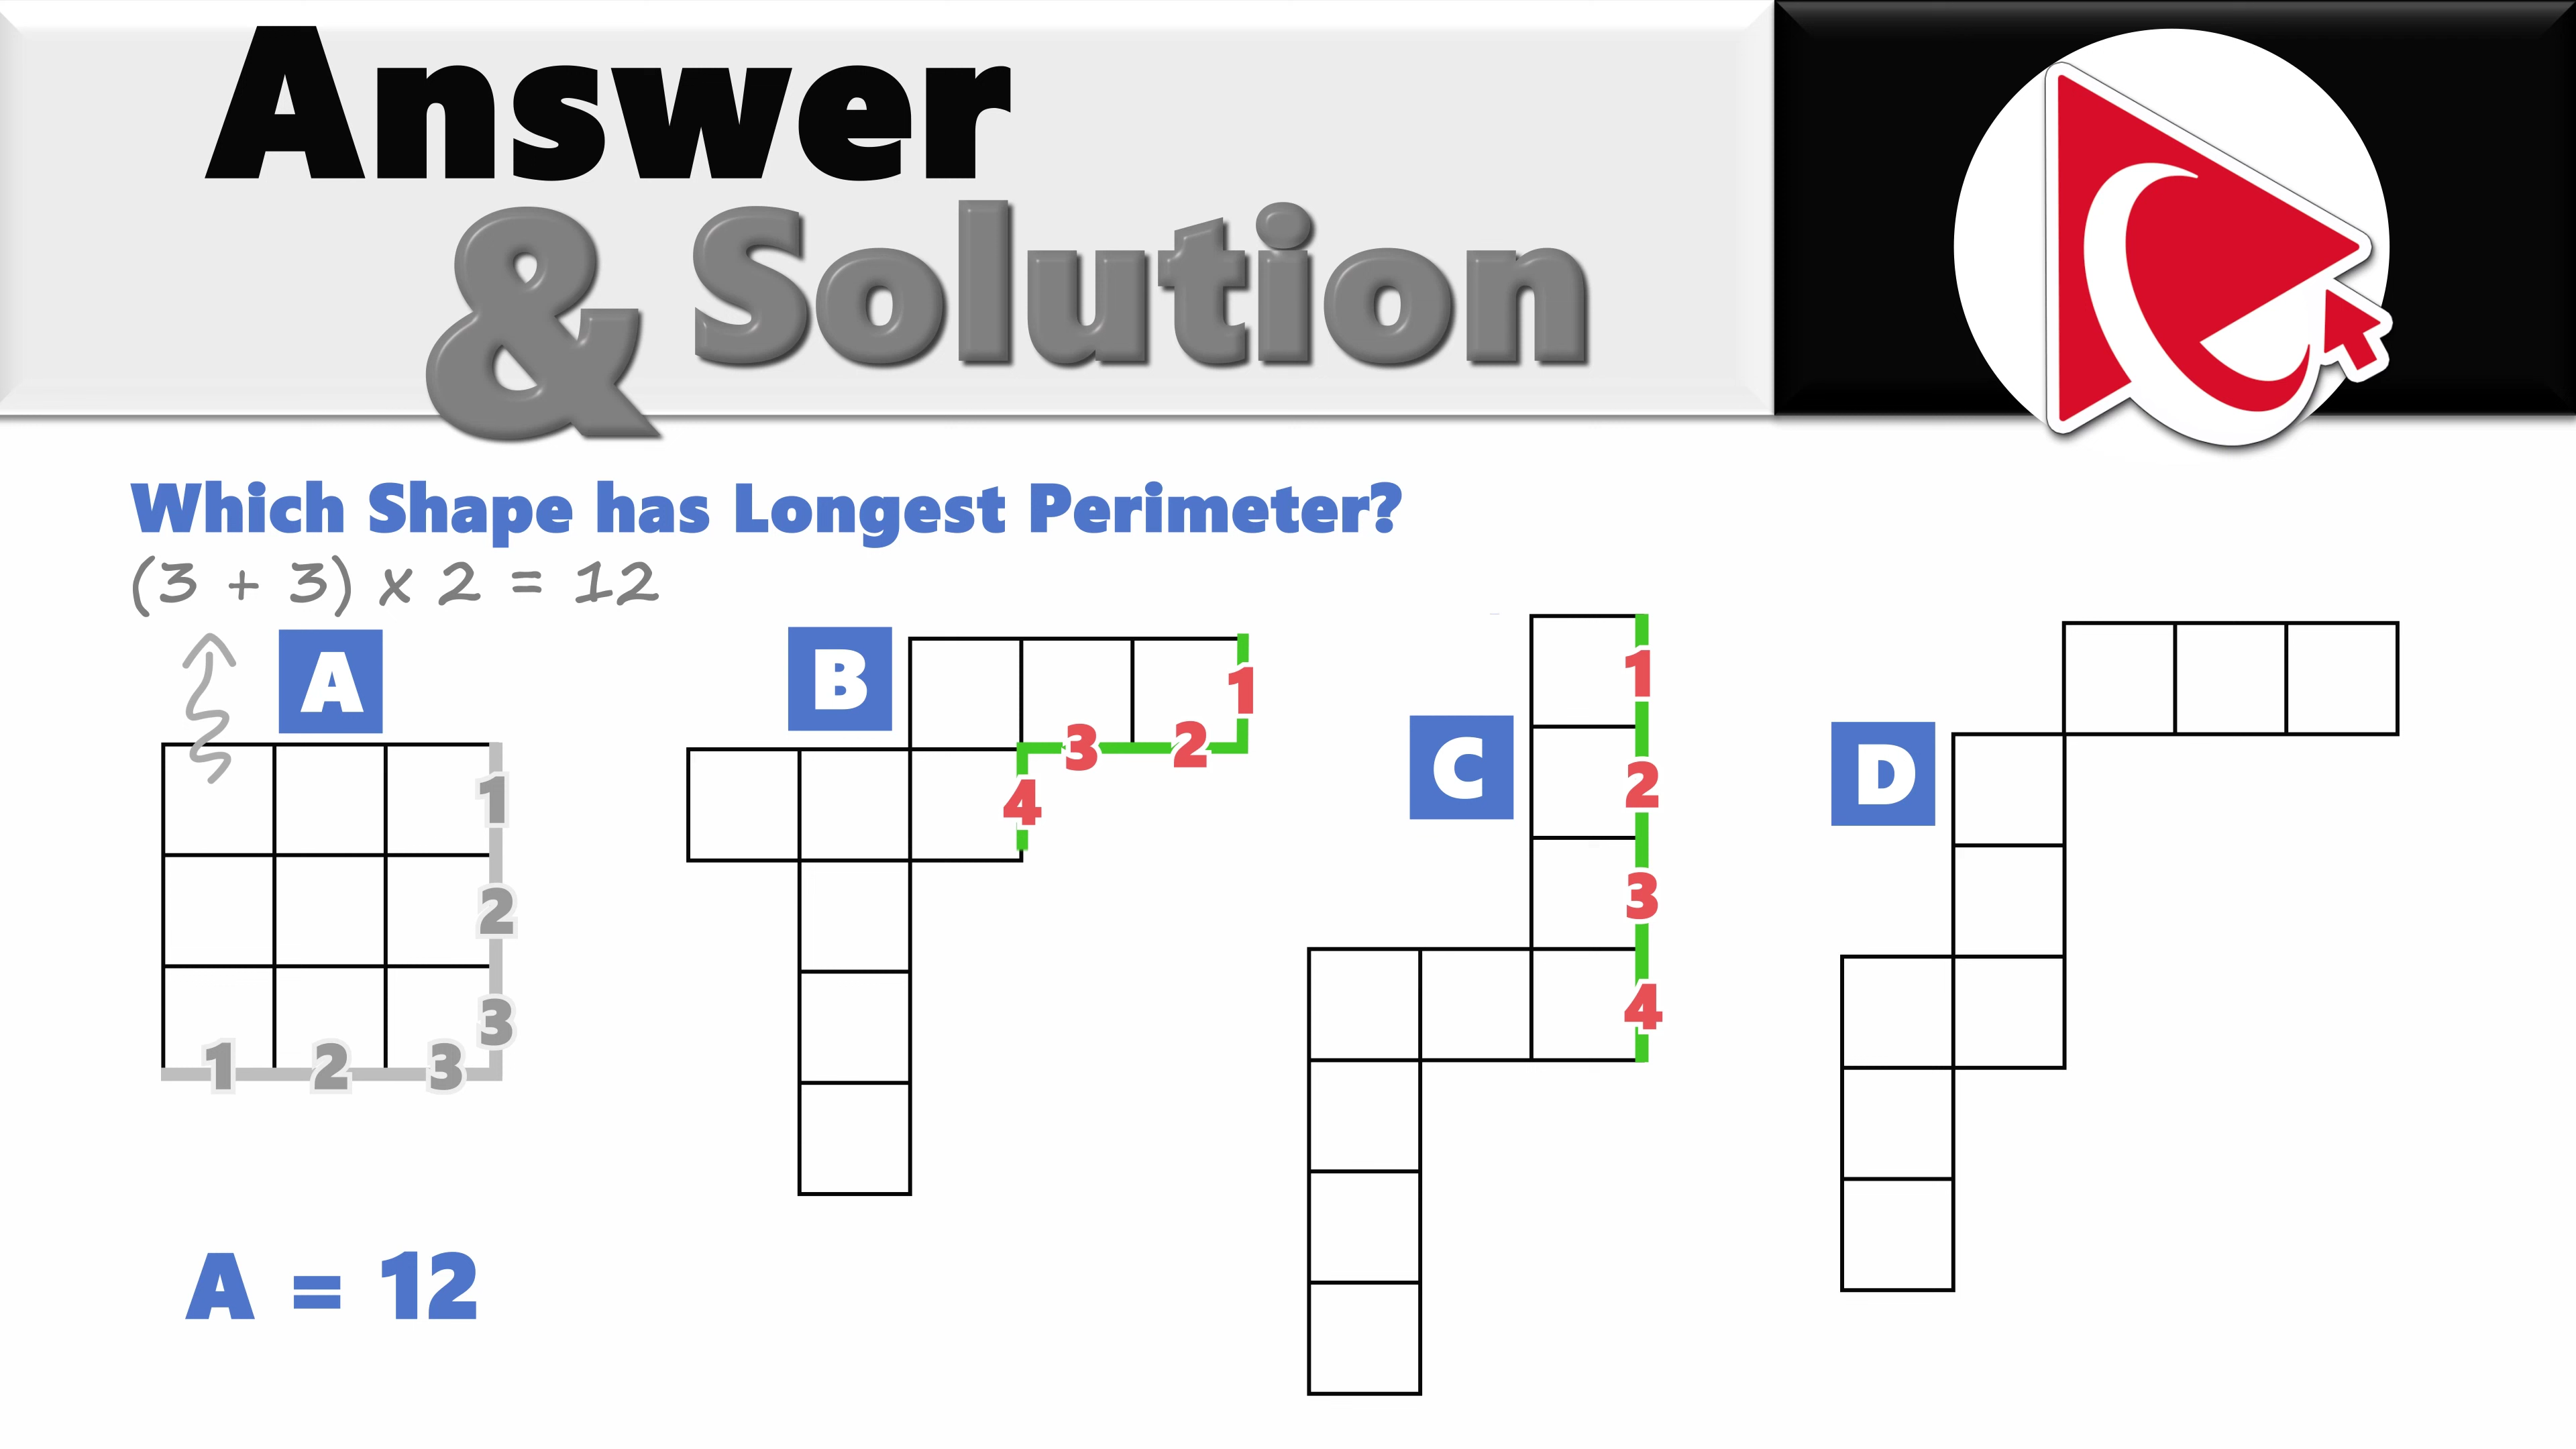 Answer
& Solution
Which Shape has Longest Perimeter?
(3 + 3) x 2 = 12
A
B
C
D
1
2
3
1 2 3
1
3 2
4
1
2
3
4
A = 12